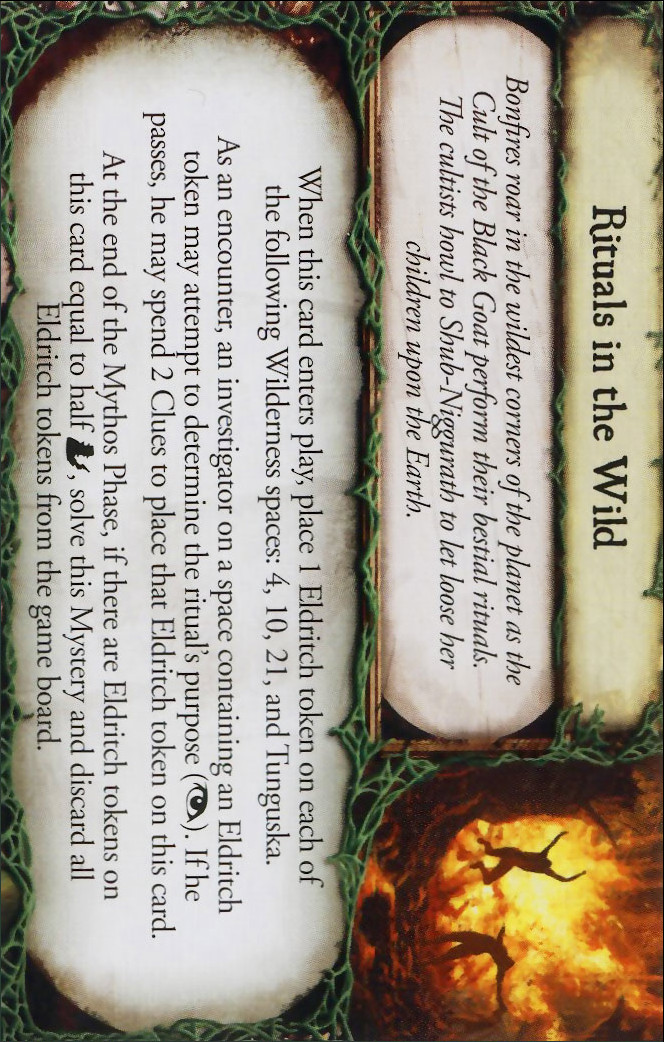 Rituals in the Wild
Bonfires roar in the wildest corners of the planet as the
Cult of the Black Goat perform their bestial rituals.
The cultists howl to Shub-Niggurath to let loose her
children upon the Earth.
When this card enters play, place 1 Eldritch token on each of
the following Wilderness spaces: 4, 10, 21, and Tunguska.
As an encounter, an investigator on a space containing an Eldritch
token may attempt to determine the ritual's purpose ( ). If he
passes, he may spend 2 Clues to place that Eldritch token on this card.
At the end of the Mythos Phase, if there are Eldritch tokens on
this card equal to half , solve this Mystery and discard all
Eldritch tokens from the game board.